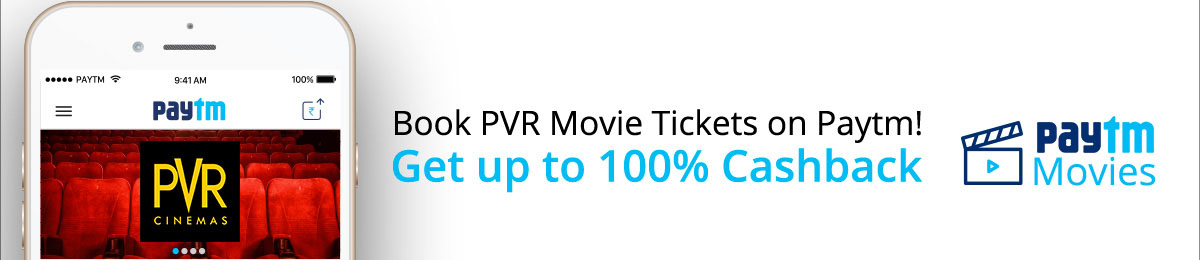 PAYTM
9:41 AM
100%
paytm
PVR
CINEMAS
Book PVR Movie Tickets on Paytm!
Get up to 100% Cashback
paytm
Movies